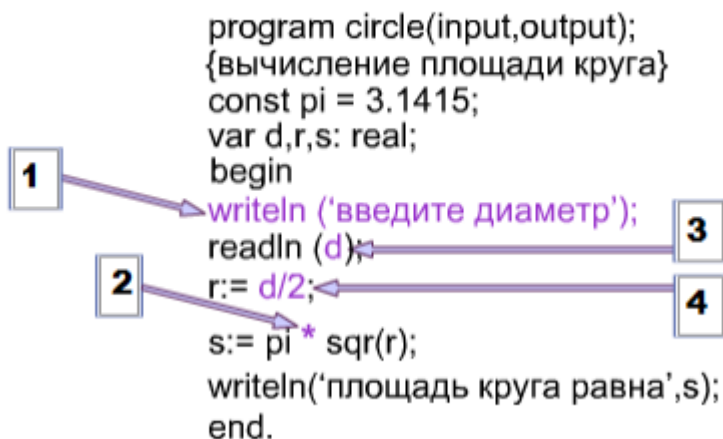 program circle(input,output);
{вычисление площади круга}
const pi = 3.1415;
var d,r,s: real;
begin
1
writeln (‘введите диаметр’);
readln (d);
3
2
r:= d/2;
4
s:= pi * sqr(r);
writeln(‘площадь круга равна’,s);
end.